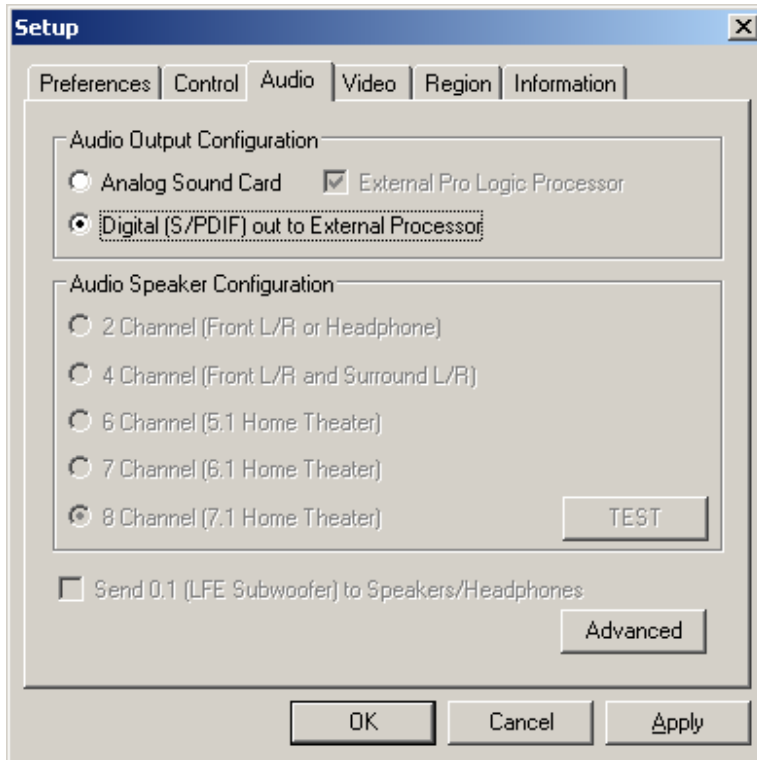 Setup
Preferences Control Audio Video Region Information
Audio Output Configuration
Analog Sound Card External Pro Logic Processor
Digital (S/PDIF) out to External Processor
Audio Speaker Configuration
2 Channel (Front L/R or Headphone)
4 Channel (Front L/R and Surround L/R)
6 Channel (5.1 Home Theater)
7 Channel (6.1 Home Theater)
8 Channel (7.1 Home Theater) TEST
Send 0.1 (LFE Subwoofer) to Speakers/Headphones
Advanced
OK Cancel Apply